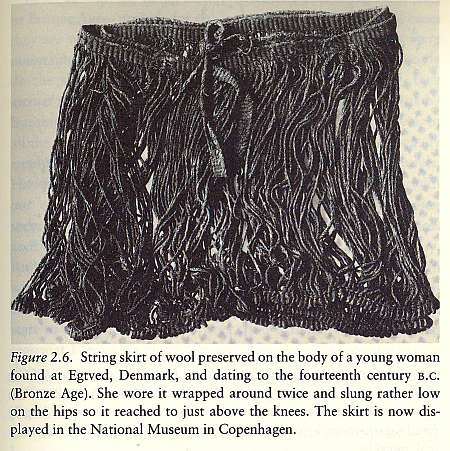 Figure 2.6. String skirt of wool preserved on the body of a young woman
found at Egtved, Denmark, and dating to the fourteenth century B.C.
(Bronze Age). She wore it wrapped around twice and slung rather low
on the hips so it reached to just above the knees. The skirt is now dis-
played in the National Museum in Copenhagen.